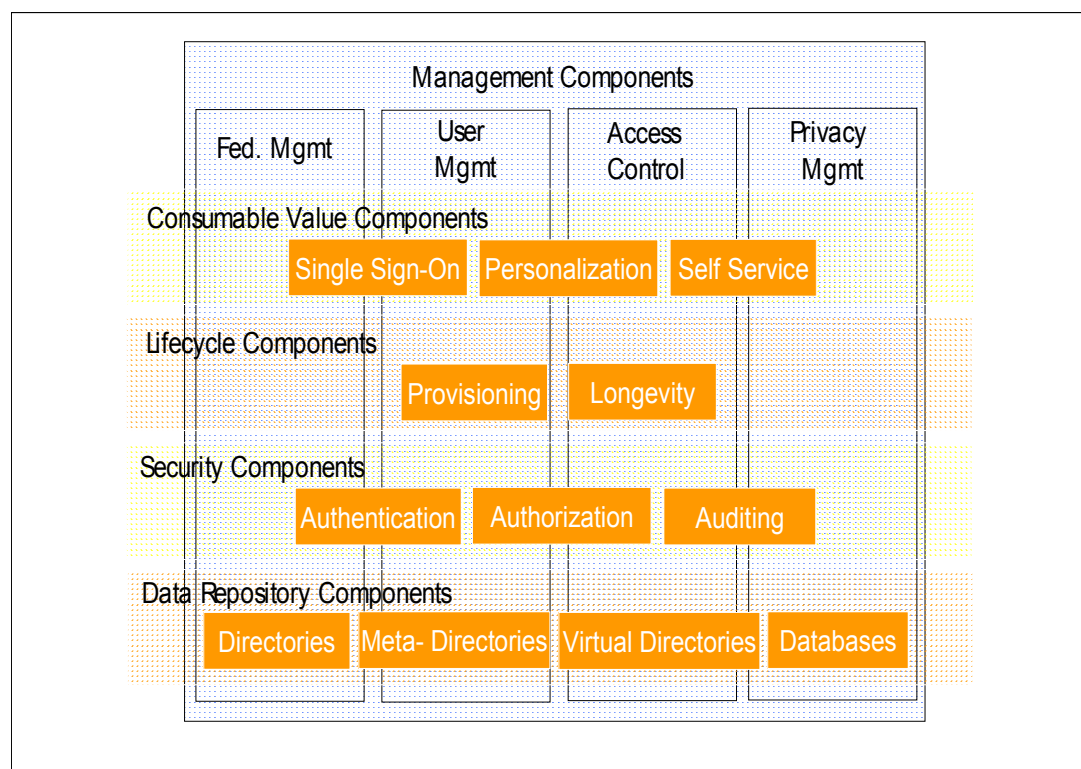 Management Components
Fed. Mgmt
User
Mgmt
Access
Control
Privacy
Mgmt
Consumable Value Components
Single Sign-On
Personalization
Self Service
Lifecycle Components
Provisioning
Longevity
Security Components
Authentication
Authorization
Auditing
Data Repository Components
Directories
Meta- Directories
Virtual Directories
Databases